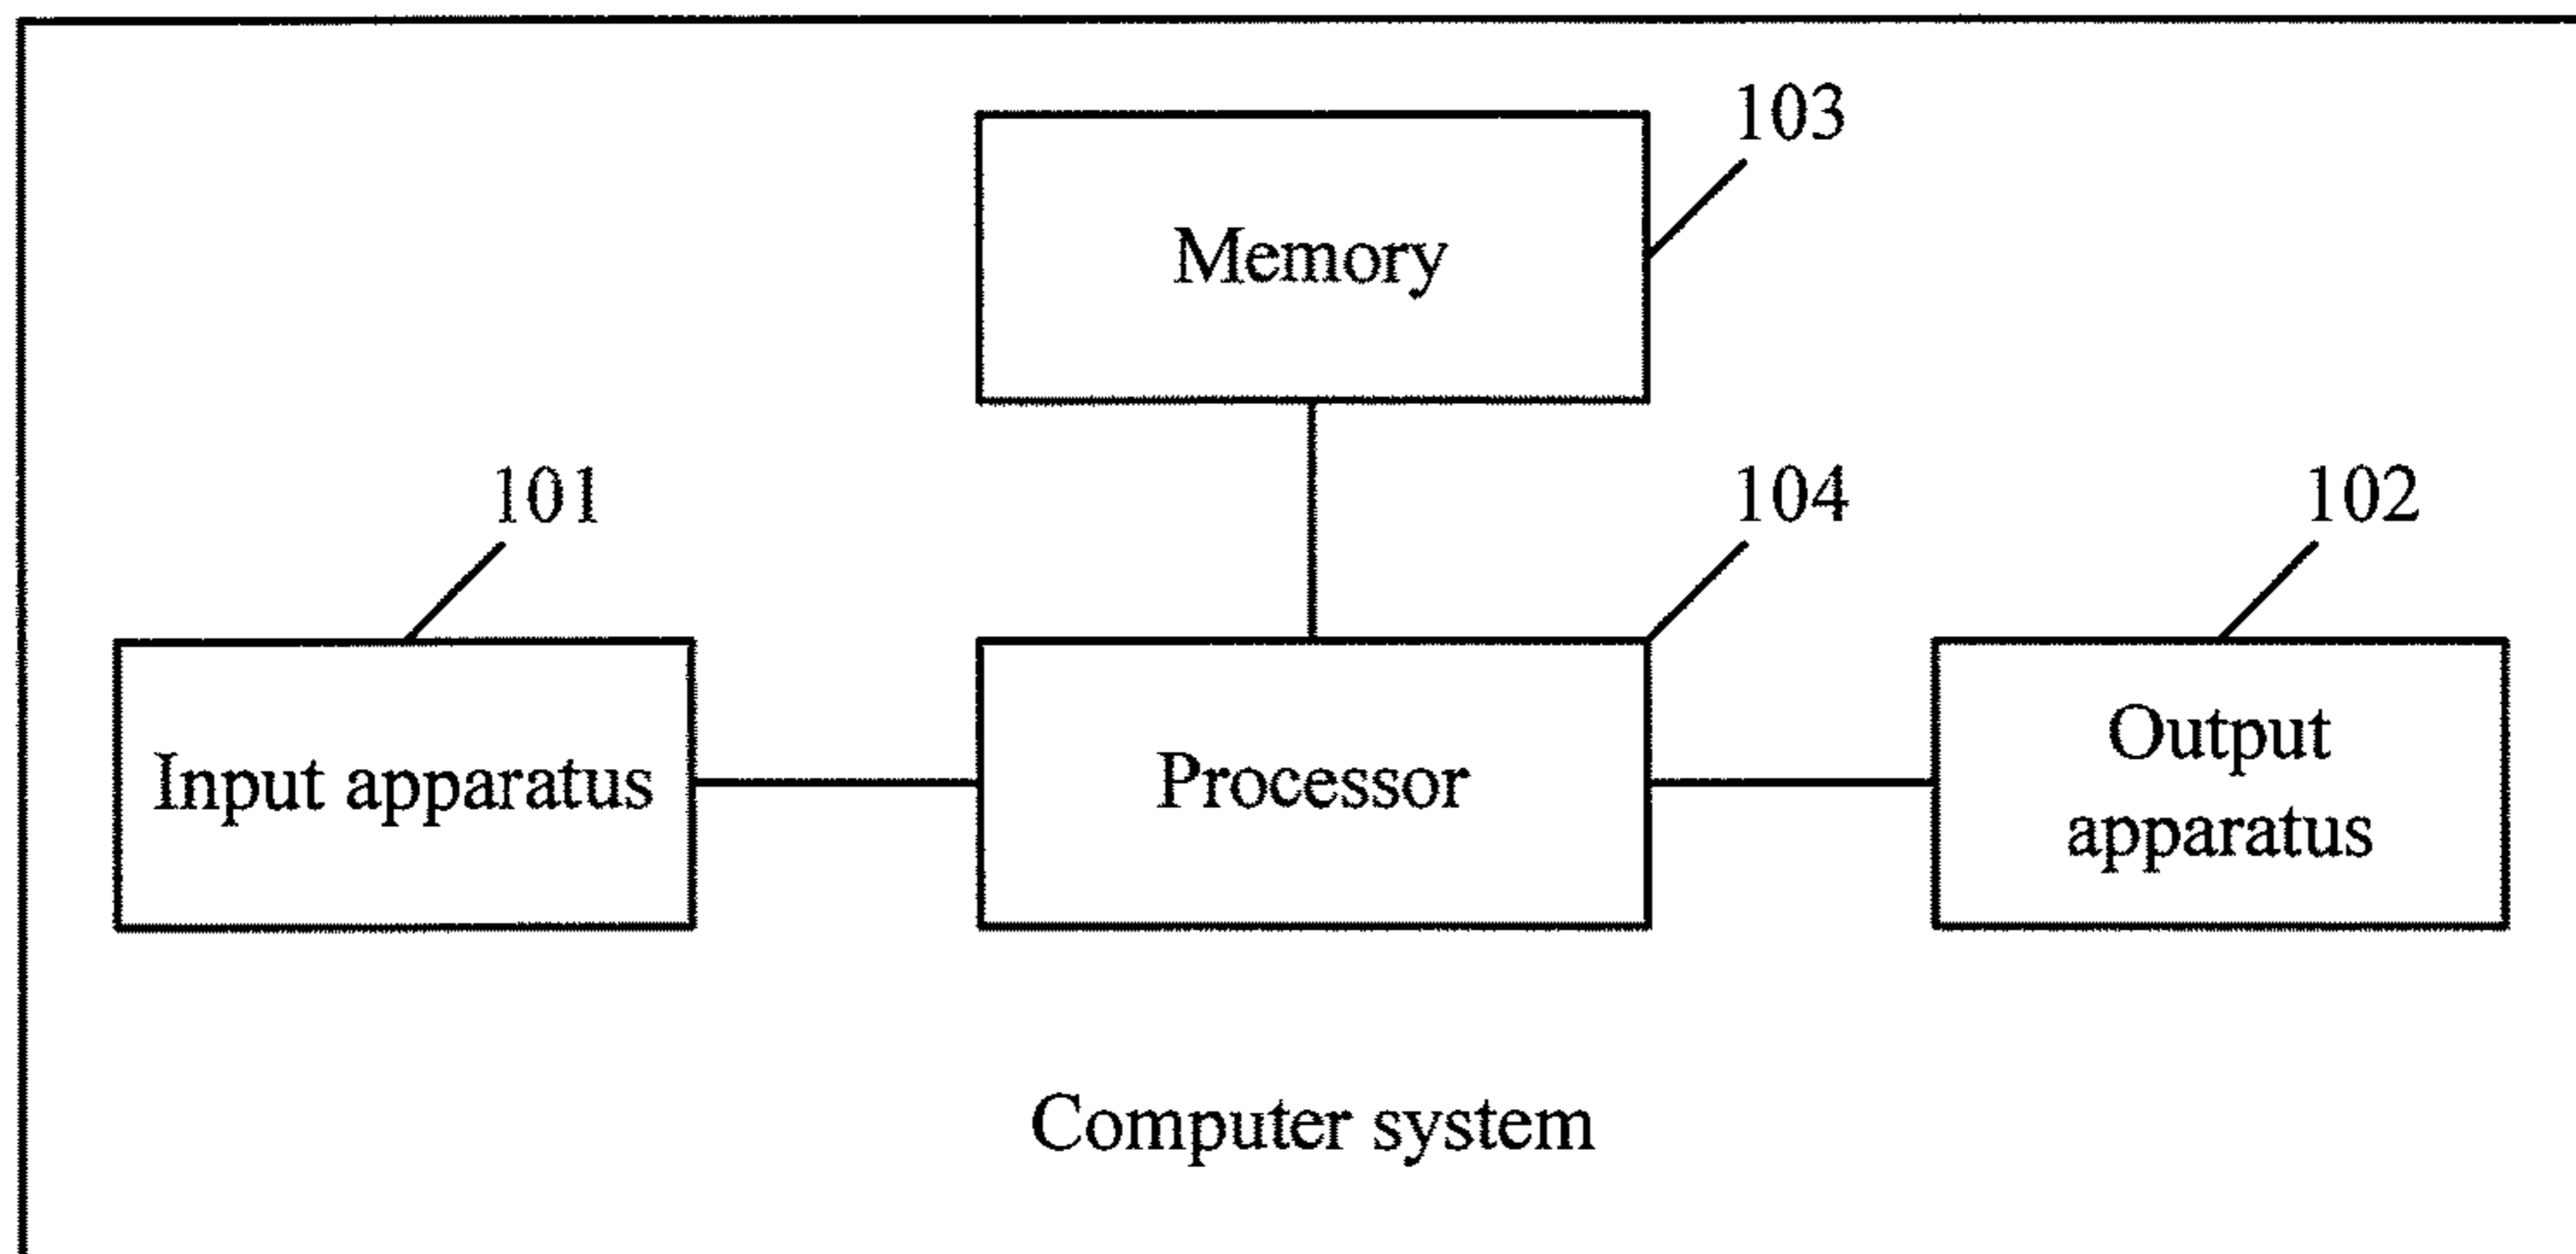 103
Memory
101
104
102
Input apparatus
Processor
Output
apparatus
Computer system